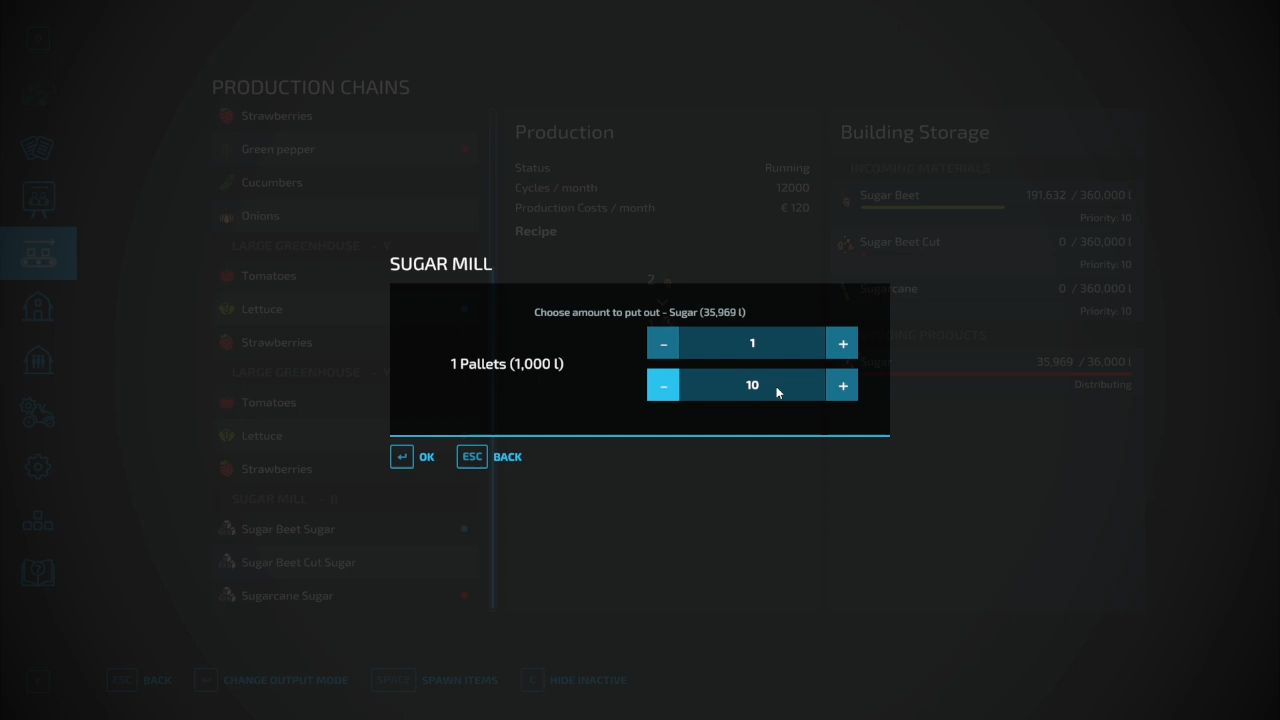 PRODUCTION CHAINS
Strawberries
Green pepper
Cucumbers
Onions
LARGE GREENHOUSE - Y
Tomatoes
Lettuce
Strawberries
LARGE GREENHOUSE - Y
Tomatoes
Lettuce
Strawberries
SUGAR MILL - B
Sugar Beet Sugar
Sugar Beet Cut Sugar
Sugarcane Sugar
Production
Status Running
Cycles / month 12000
Production Costs / month € 120
Recipe
2
Building Storage
INCOMING MATERIALS
Sugar Beet 191,632 / 360,000 l
Priority: 10
Sugar Beet Cut 0 / 360,000 l
Priority: 10
Sugarcane 0 / 360,000 l
Priority: 10
PRODUCTS
Sugar 35,969 / 36,000 l
Distributing
SUGAR MILL
Choose amount to put out - Sugar (35,969 l)
1 Pallets (1,000 l)
- 1 +
- 10 +
OK ESC BACK
ESC BACK CHANGE OUTPUT MODE SPACE SPAWN ITEMS C HIDE INACTIVE